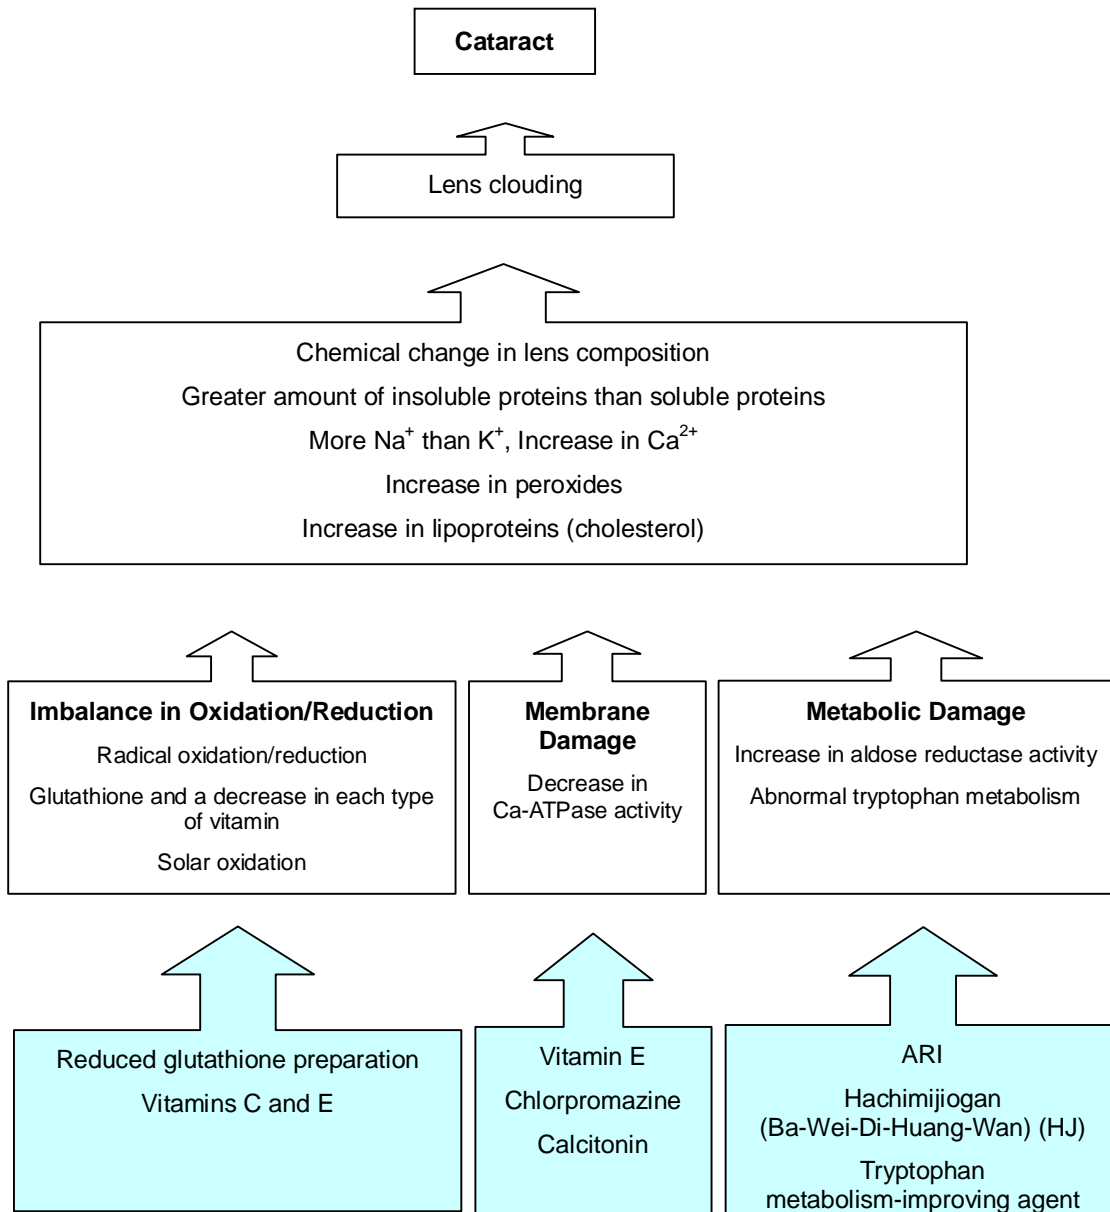 Cataract
Lens clouding
Chemical change in lens composition
Greater amount of insoluble proteins than soluble proteins
More Na⁺ than K⁺, Increase in Ca²⁺
Increase in peroxides
Increase in lipoproteins (cholesterol)
Imbalance in Oxidation/Reduction
Radical oxidation/reduction
Glutathione and a decrease in each type
of vitamin
Solar oxidation
Membrane
Damage
Decrease in
Ca-ATPase activity
Metabolic Damage
Increase in aldose reductase activity
Abnormal tryptophan metabolism
Reduced glutathione preparation
Vitamins C and E
Vitamin E
Chlorpromazine
Calcitonin
ARI
Hachimijiogan
(Ba-Wei-Di-Huang-Wan) (HJ)
Tryptophan
metabolism-improving agent